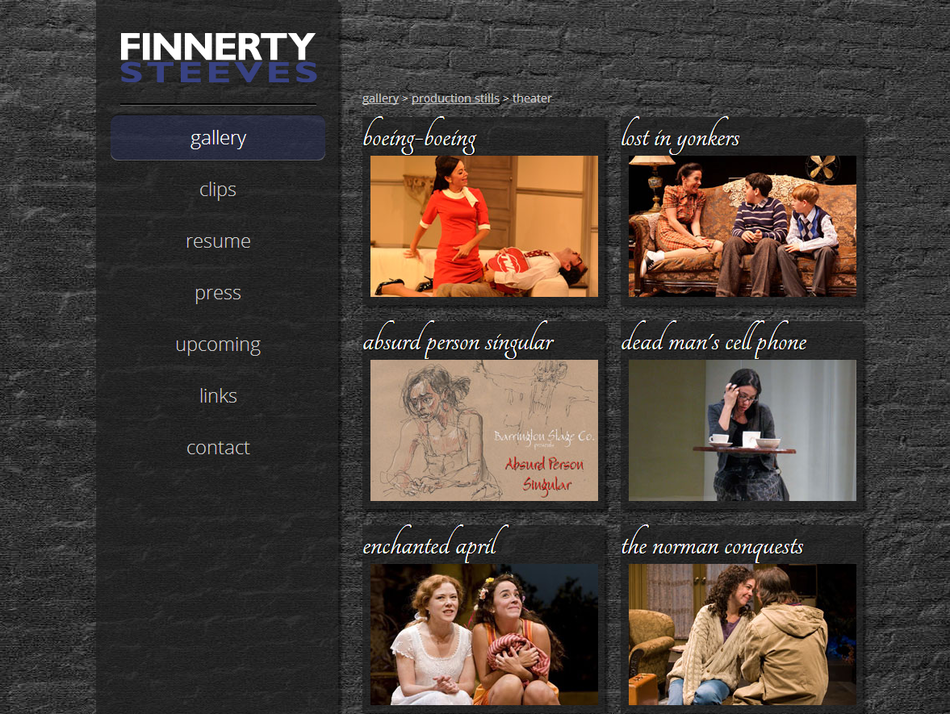 FINNERTY
STEEVES
gallery
clips
resume
press
upcoming
links
contact
gallery > production stills > theater
boeing-boeing
lost in yonkers
absurd person singular
Barrington Stage Co.
presents
Absurd Person
Singular
dead man's cell phone
enchanted april
the norman conquests